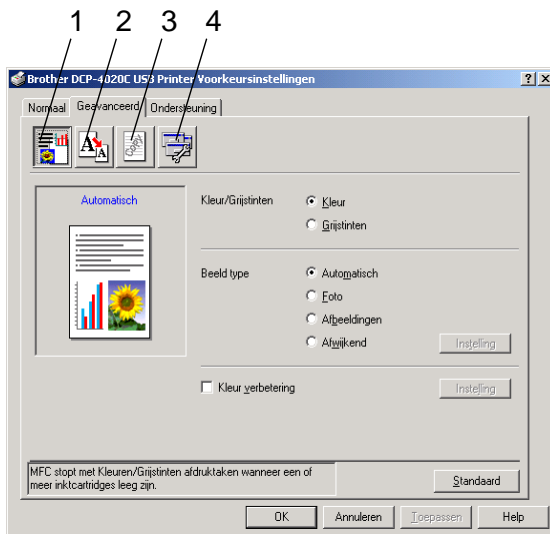 1 2 3 4
Brother DCP-4020C USB Printer Voorkeursinstellingen
Normaal Geavanceerd Ondersteuning
A A COPY
Automatisch Kleur/Grijstinten Kleur
Grijstinten
Beeld type Automatisch
Foto
Afbeeldingen
Afwijkend Instelling
Kleur verbetering Instelling
MFC stopt met Kleuren/Grijstinten afdruktaken wanneer een of
meer inktcartridges leeg zijn.
Standaard
OK Annuleren Toepassen Help